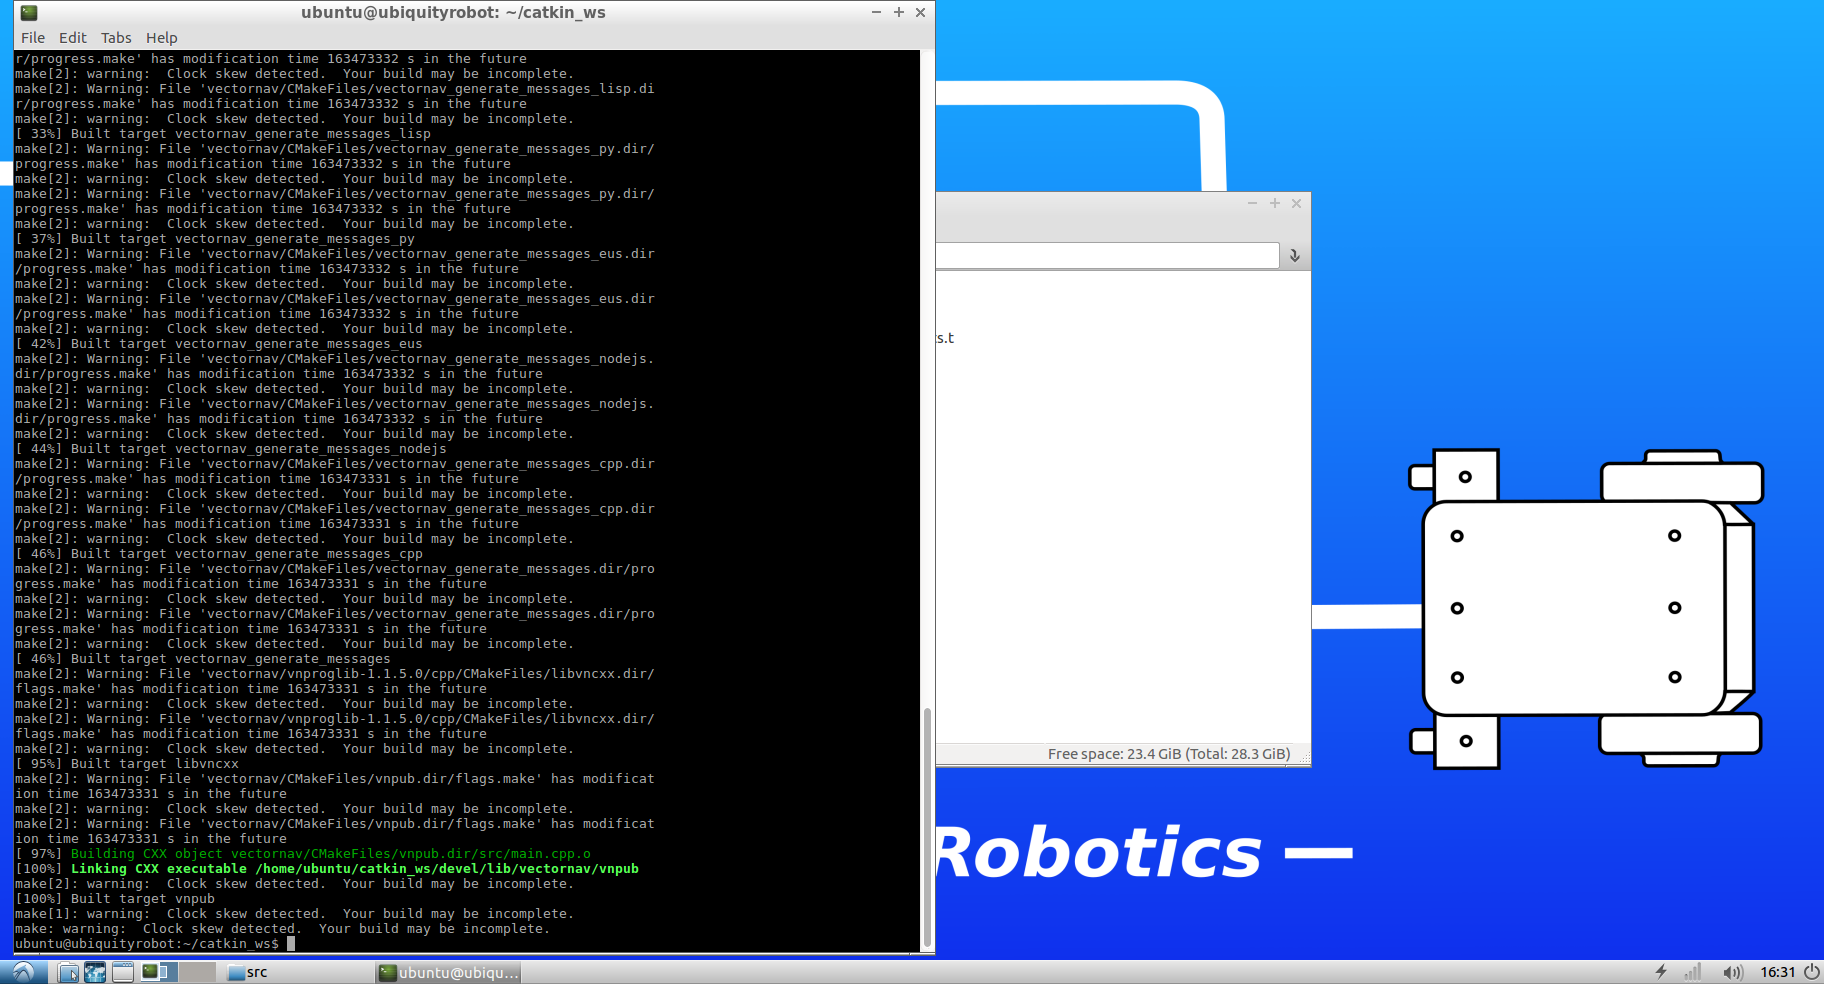 ubuntu@ubiquityrobot: ~/catkin_ws
File Edit Tabs Help
r/progress.make' has modification time 163473332 s in the future
make[2]: warning:  Clock skew detected.  Your build may be incomplete.
make[2]: Warning: File 'vectornav/CMakeFiles/vectornav_generate_messages_lisp.di
r/progress.make' has modification time 163473332 s in the future
make[2]: warning:  Clock skew detected.  Your build may be incomplete.
[ 33%] Built target vectornav_generate_messages_lisp
make[2]: Warning: File 'vectornav/CMakeFiles/vectornav_generate_messages_py.dir/
progress.make' has modification time 163473332 s in the future
make[2]: warning:  Clock skew detected.  Your build may be incomplete.
make[2]: Warning: File 'vectornav/CMakeFiles/vectornav_generate_messages_py.dir/
progress.make' has modification time 163473332 s in the future
make[2]: warning:  Clock skew detected.  Your build may be incomplete.
[ 37%] Built target vectornav_generate_messages_py
make[2]: Warning: File 'vectornav/CMakeFiles/vectornav_generate_messages_eus.dir
/progress.make' has modification time 163473332 s in the future
make[2]: warning:  Clock skew detected.  Your build may be incomplete.
make[2]: Warning: File 'vectornav/CMakeFiles/vectornav_generate_messages_eus.dir
/progress.make' has modification time 163473332 s in the future
make[2]: warning:  Clock skew detected.  Your build may be incomplete.
[ 42%] Built target vectornav_generate_messages_eus
make[2]: Warning: File 'vectornav/CMakeFiles/vectornav_generate_messages_nodejs.
dir/progress.make' has modification time 163473332 s in the future
make[2]: warning:  Clock skew detected.  Your build may be incomplete.
make[2]: Warning: File 'vectornav/CMakeFiles/vectornav_generate_messages_nodejs.
dir/progress.make' has modification time 163473332 s in the future
make[2]: warning:  Clock skew detected.  Your build may be incomplete.
[ 44%] Built target vectornav_generate_messages_nodejs
make[2]: Warning: File 'vectornav/CMakeFiles/vectornav_generate_messages_cpp.dir
/progress.make' has modification time 163473331 s in the future
make[2]: warning:  Clock skew detected.  Your build may be incomplete.
make[2]: Warning: File 'vectornav/CMakeFiles/vectornav_generate_messages_cpp.dir
/progress.make' has modification time 163473331 s in the future
make[2]: warning:  Clock skew detected.  Your build may be incomplete.
[ 46%] Built target vectornav_generate_messages_cpp
make[2]: Warning: File 'vectornav/CMakeFiles/vectornav_generate_messages.dir/pro
gress.make' has modification time 163473331 s in the future
make[2]: warning:  Clock skew detected.  Your build may be incomplete.
make[2]: Warning: File 'vectornav/CMakeFiles/vectornav_generate_messages.dir/pro
gress.make' has modification time 163473331 s in the future
make[2]: warning:  Clock skew detected.  Your build may be incomplete.
[ 46%] Built target vectornav_generate_messages
make[2]: Warning: File 'vectornav/vnproglib-1.1.5.0/cpp/CMakeFiles/libvncxx.dir/
flags.make' has modification time 163473331 s in the future
make[2]: warning:  Clock skew detected.  Your build may be incomplete.
make[2]: Warning: File 'vectornav/vnproglib-1.1.5.0/cpp/CMakeFiles/libvncxx.dir/
flags.make' has modification time 163473331 s in the future
make[2]: warning:  Clock skew detected.  Your build may be incomplete.
[ 95%] Built target libvncxx
make[2]: Warning: File 'vectornav/CMakeFiles/vnpub.dir/flags.make' has modificat
ion time 163473331 s in the future
make[2]: warning:  Clock skew detected.  Your build may be incomplete.
make[2]: Warning: File 'vectornav/CMakeFiles/vnpub.dir/flags.make' has modificat
ion time 163473331 s in the future
[ 97%] Building CXX object vectornav/CMakeFiles/vnpub.dir/src/main.cpp.o
[100%] Linking CXX executable /home/ubuntu/catkin_ws/devel/lib/vectornav/vnpub
make[2]: warning:  Clock skew detected.  Your build may be incomplete.
[100%] Built target vnpub
make[1]: warning:  Clock skew detected.  Your build may be incomplete.
make: warning:  Clock skew detected.  Your build may be incomplete.
ubuntu@ubiquityrobot:~/catkin_ws$
s.t
Free space: 23.4 GiB (Total: 28.3 GiB)
Robotics —
src
ubuntu@ubiqu...
16:31